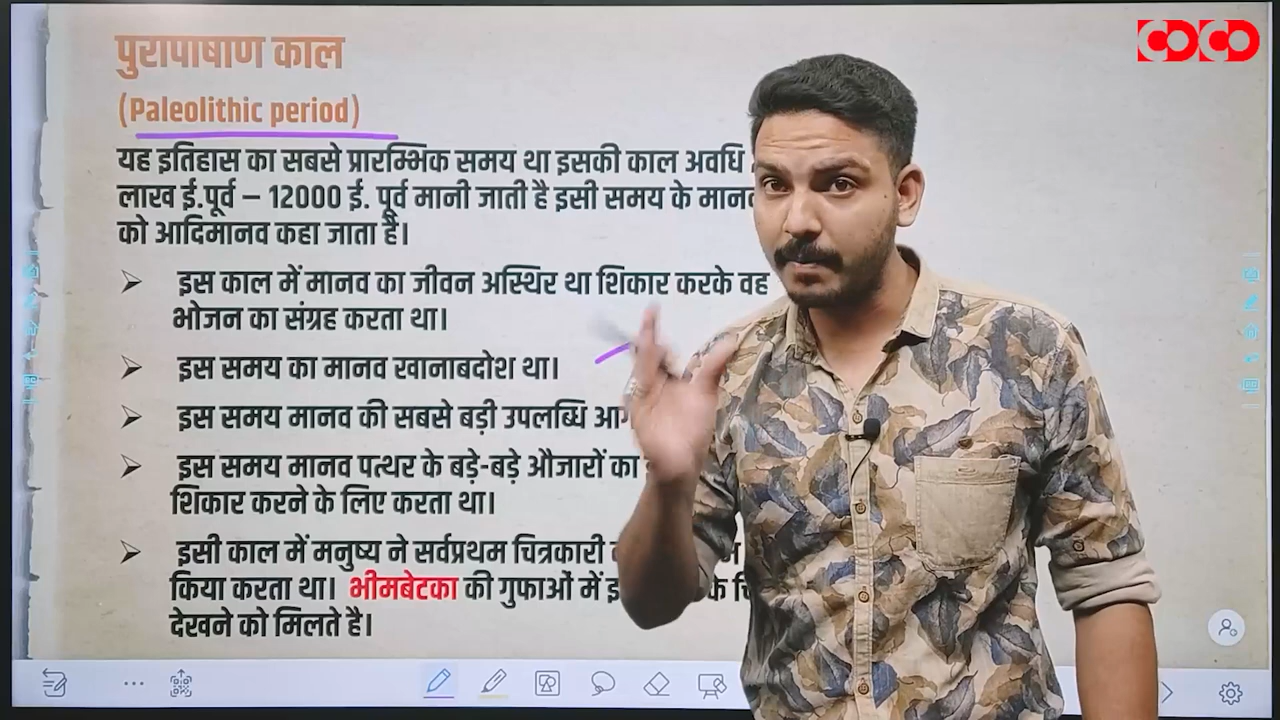 पुरापाषाण काल
(Paleolithic period)
यह इतिहास का सबसे प्रारम्भिक समय था इसकी काल अवधि
लाख ई.पूर्व – 12000 ई. पूर्व मानी जाती है इसी समय के मानव
को आदिमानव कहा जाता है।
➢ इस काल में मानव का जीवन अस्थिर था शिकार करके वह
भोजन का संग्रह करता था।
➢ इस समय का मानव खानाबदोश था।
➢ इस समय मानव की सबसे बड़ी उपलब्धि
➢ इस समय मानव पत्थर के बड़े-बड़े औजारों का
शिकार करने के लिए करता था।
➢ इसी काल में मनुष्य ने सर्वप्रथम चित्रकारी
किया करता था। भीमबेटका की गुफाओं में के
देखने को मिलते है।